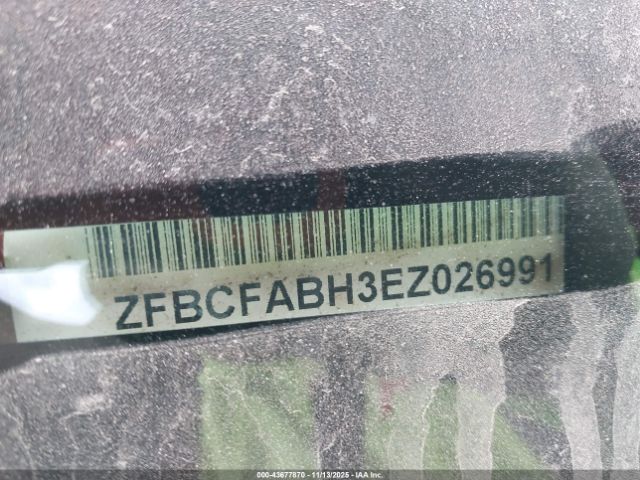 ZFBCFABH3EZ026991
000-43677870 - 11/13/2025 - IAA Inc.